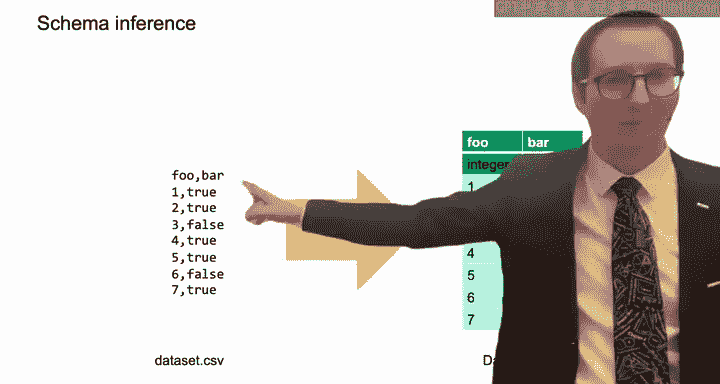 Schema inference
foo,bar
1,true
2,true
3,false
4,true
5,true
6,false
7,true
dataset.csv
foo bar
integer
1
4
5
6
7